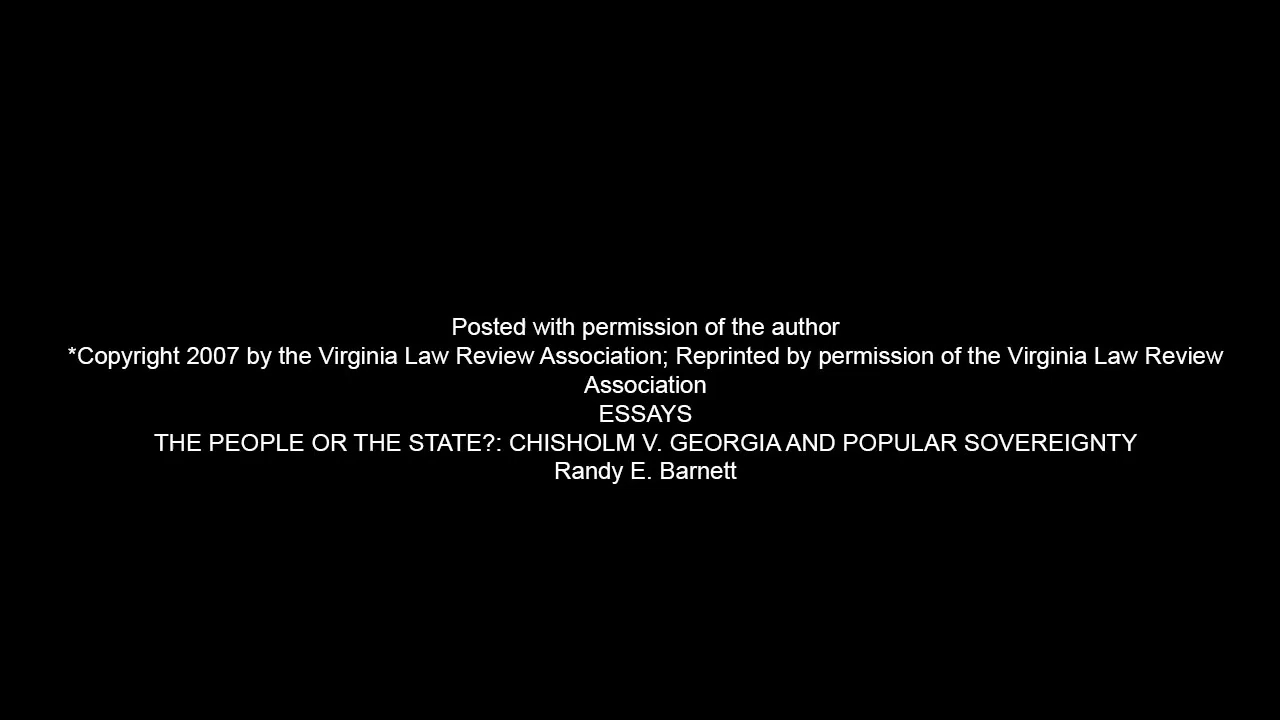 Posted with permission of the author
*Copyright 2007 by the Virginia Law Review Association; Reprinted by permission of the Virginia Law Review
Association
ESSAYS
THE PEOPLE OR THE STATE?: CHISHOLM V. GEORGIA AND POPULAR SOVEREIGNTY
Randy E. Barnett